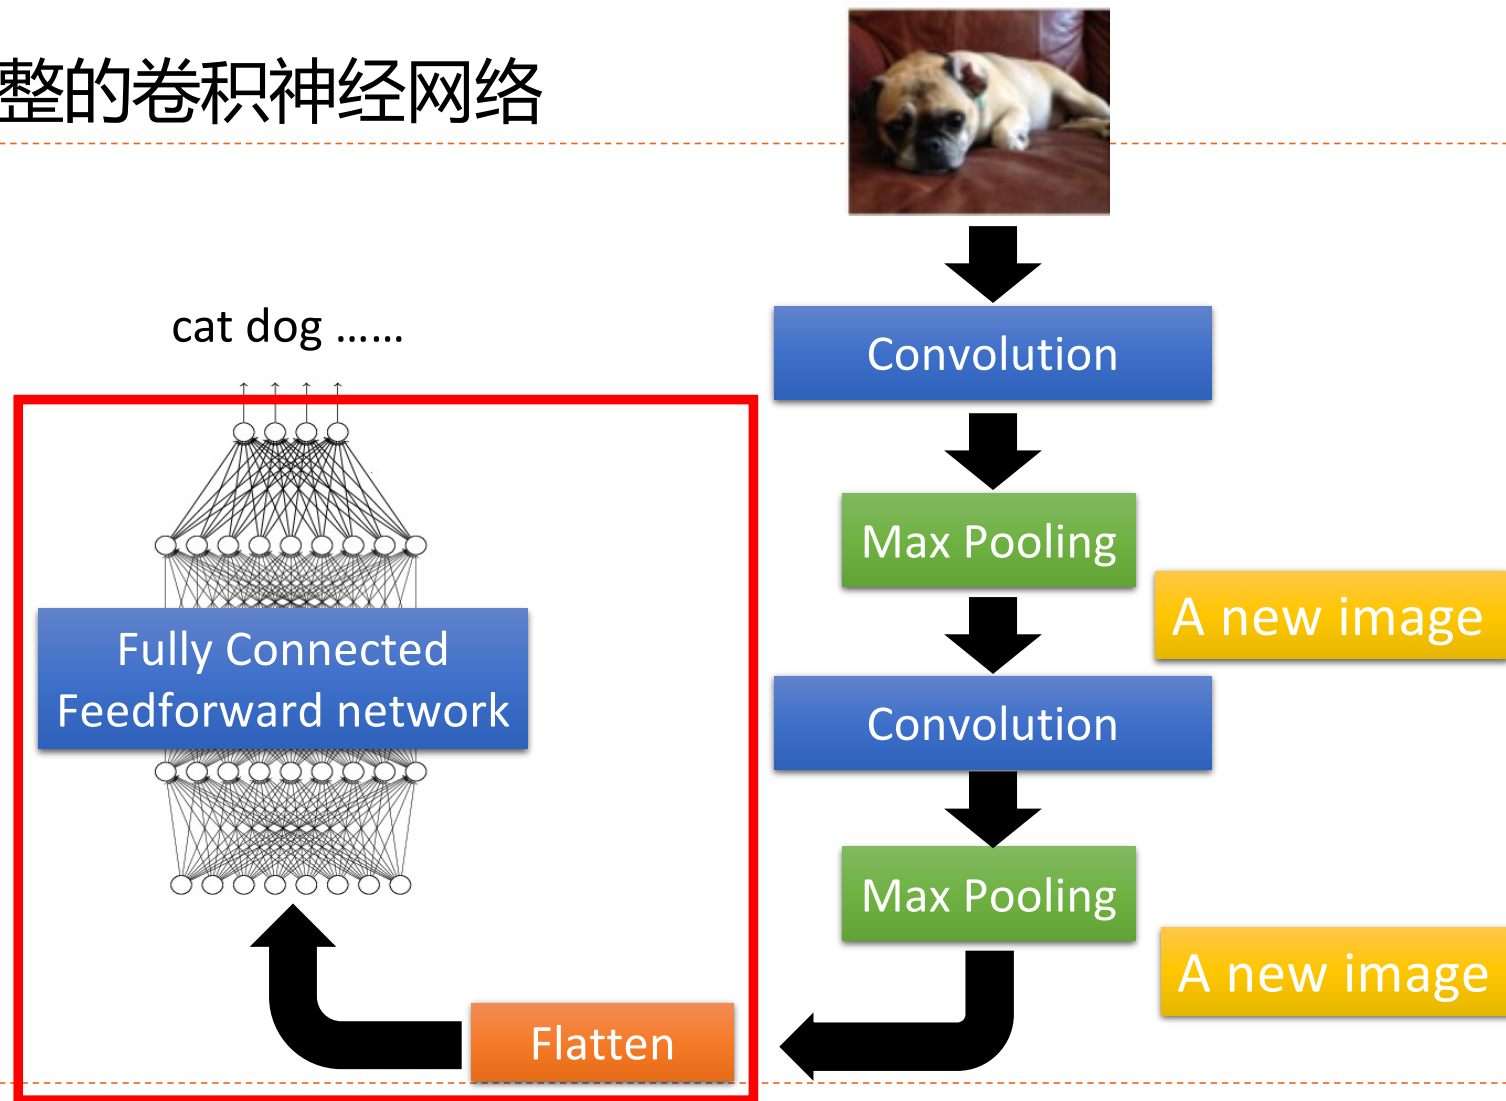 整的卷积神经网络
cat dog ……
Convolution
Max Pooling
A new image
Fully Connected
Feedforward network
Convolution
Max Pooling
A new image
Flatten